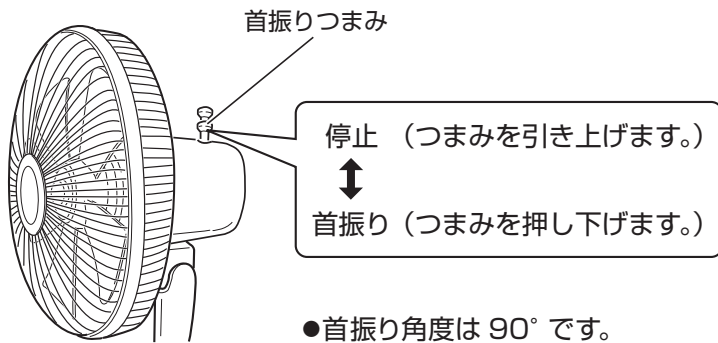 首振りつまみ
停止 （つまみを引き上げます。）
首振り（つまみを押し下げます。）
●首振り角度は 90° です。